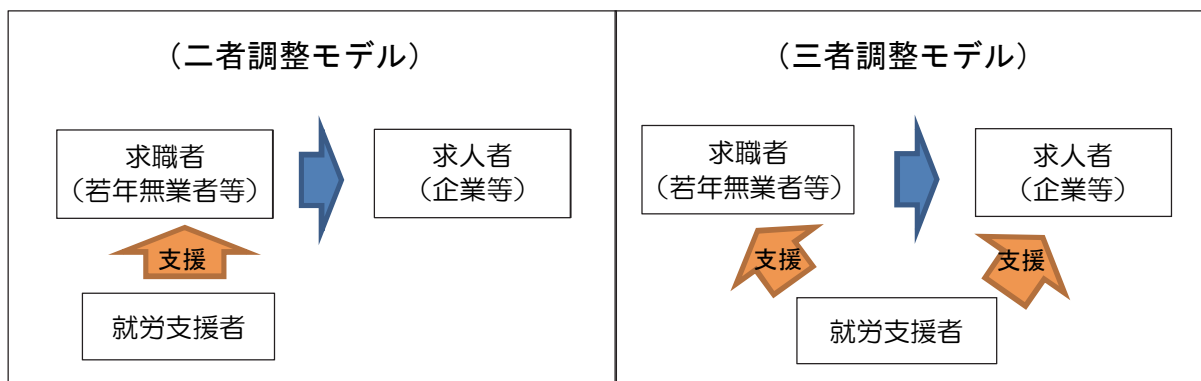 （二者調整モデル）
求職者
（若年無業者等）
求人者
（企業等）
支援
就労支援者
（三者調整モデル）
求職者
（若年無業者等）
求人者
（企業等）
支援
支援
就労支援者